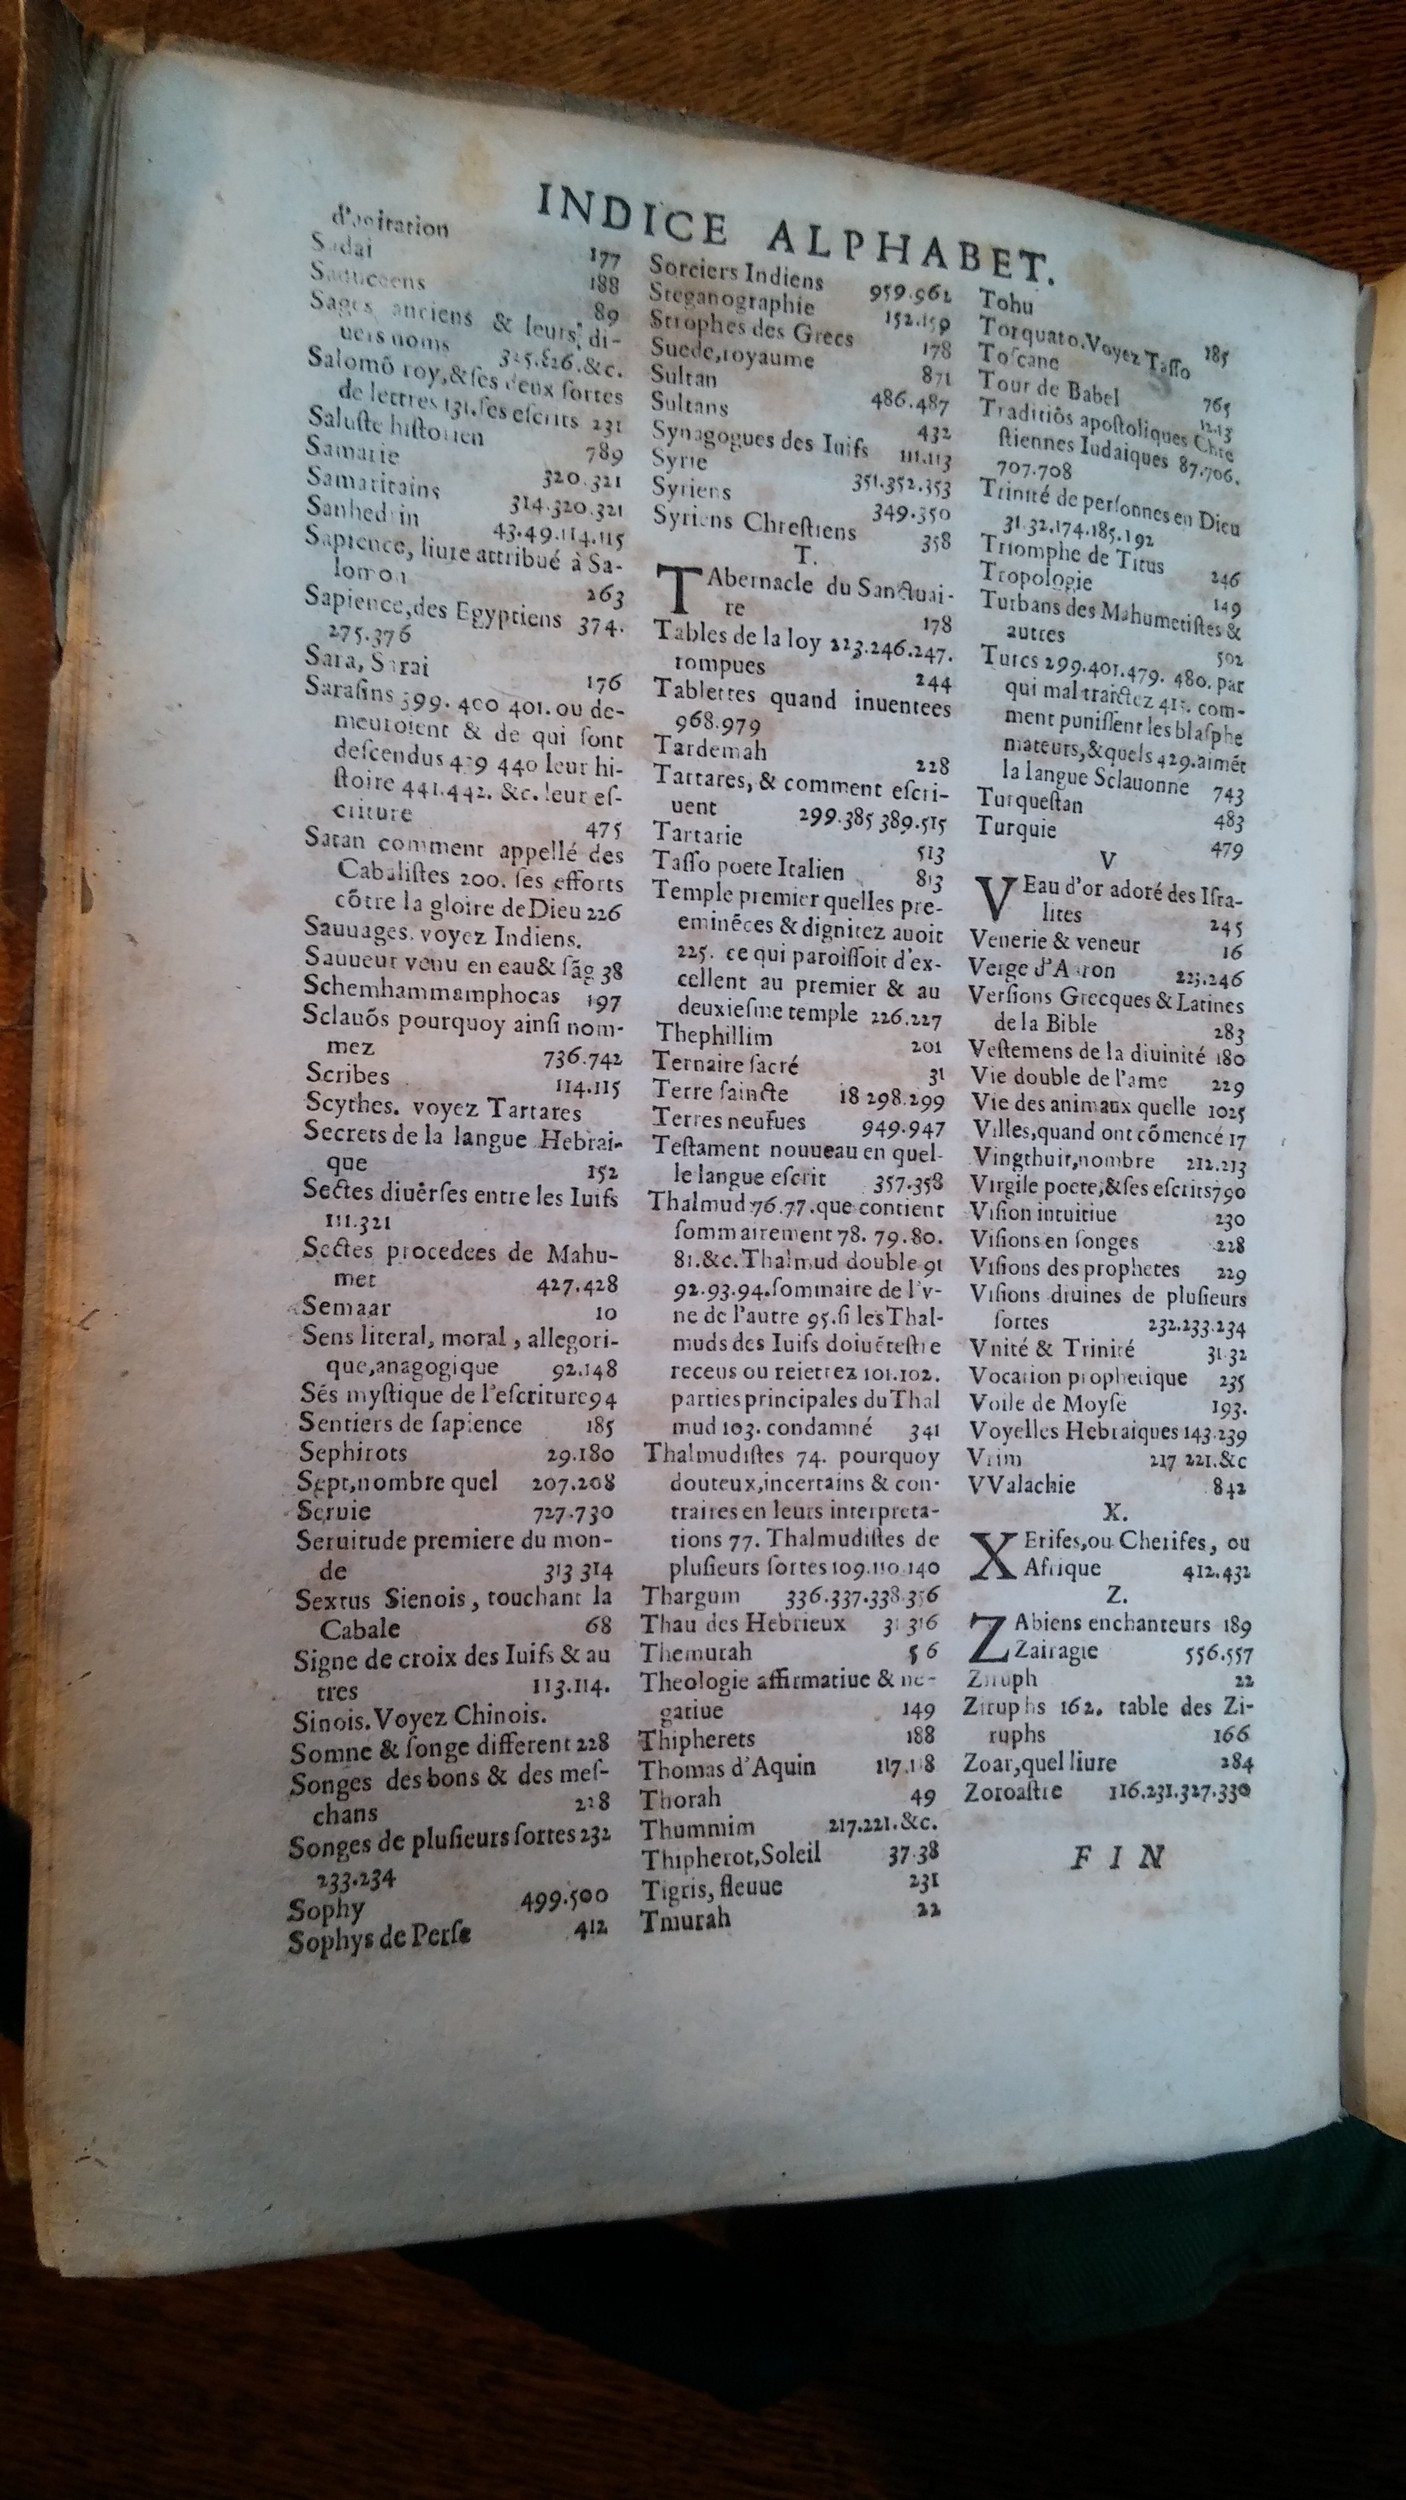 INDICE ALPHABET.
d'aspiration 177
Sadai 188
Saduceens 89
Sages anciens & leurs di-
uers noms 325.826.&c.
Salomõ roy,&ses deux sortes
de lettres 131.ses escrits 231
Saluste historien 789
Samarie 320.321
Samaritains 314.320.321
Sanhedrin 43.49.114.115
Sapience, liure attribué à Sa-
lomon 263
Sapience,des Egyptiens 374.
275.376
Sara, Sarai 176
Sarasins 399.400 401.ou de-
meuroient & de qui sont
descendus 439 440 leur hi-
stoire 441.442. &c. leur es-
criture 475
Satan comment appellé des
Cabalistes 200. ses efforts
cõtre la gloire de Dieu 226
Sauuages. voyez Indiens.
Sauueur venu en eau& sãg 38
Schemhammamphocas 197
Sclauõs pourquoy ainsi nom-
mez 736.742
Scribes 114.115
Scythes. voyez Tartares
Secrets de la langue Hebrai-
que 152
Sectes diuerses entre les Iuifs
111.321
Sectes procedees de Mahu-
met 427.428
Semaar 10
Sens literal, moral, allegori-
que,anagogique 92.148
Sés mystique de l'escriture94
Sentiers de sapience 185
Sephirots 29.180
Sept,nombre quel 207.208
Seruie 727.730
Seruitude premiere du mon-
de 313 314
Sextus Sienois, touchant la
Cabale 68
Signe de croix des Iuifs & au
tres 113.114.
Sinois.Voyez Chinois.
Somne & songe different 228
Songes des bons & des mes-
chans 228
Songes de plusieurs sortes 232
233.234
Sophy 499.500
Sophys de Perse 412
Sorciers Indiens 959.962
Steganographie 152.159
Strophes des Grecs 178
Suede,royaume 871
Sultan 486.487
Sultans 432
Synagogues des Iuifs 111.113
Syrie 351.352.353
Syriens 349.350
Syriens Chrestiens 358
T.
TAbernacle du Sanctuai-
re 178
Tables de la loy 223.246.247.
rompues 244
Tablettes quand inuentees
968.979
Tardemah 228
Tartares, & comment escri-
uent 299.385 389.515
Tartarie 513
Tasso poete Italien 813
Temple premier quelles pre-
eminẽces & dignitez auoit
225. ce qui paroissoit d'ex-
cellent au premier & au
deuxiesme temple 226.227
Thephillim 201
Ternaire sacré 31
Terre saincte 18 298.299
Terres neufues 949.947
Testament nouueau en quel-
le langue escrit 357.358
Thalmud 76.77.que contient
sommairement 78. 79.80.
81.&c.Thalmud double 91
92.93.94.sommaire de l'v-
ne de l'autre 95.si les Thal-
muds des Iuifs doiuẽt estre
receus ou reiettez 101.102.
parties principales du Thal
mud 103. condamné 341
Thalmudistes 74. pourquoy
douteux,incertains & con-
traires en leurs interpreta-
tions 77. Thalmudistes de
plusieurs sortes 109.110.140
Thargum 336.337.338.356
Thau des Hebrieux 31 316
Themurah 56
Theologie affirmatiue & ne-
gatiue 149
Thipherets 188
Thomas d'Aquin 117.118
Thorah 49
Thummim 217.221.&c.
Thipherot,Soleil 37.38
Tigris, fleuue 231
Tmurah 22
Tohu 185
Torquato.Voyez Tasso
Toscane 765
Tour de Babel 12.13
Traditiõs apostoliques Chre
stiennes Iudaiques 87.706.
707.708
Trinité de personnes en Dieu
31.32.174.185.192
Triomphe de Titus 246
Tropologie 149
Turbans des Mahumetistes &
autres 502
Turcs 299.401.479. 480. par
qui mal traictez com-
ment punissent les blasphe
mateurs,&quels 429.aimẽt
la langue Sclauonne 743
Turquestan 483
Turquie 479
V
VEau d'or adoré des Isra-
lites 245
Venerie & veneur 16
Verge d'Aaron 223.246
Versions Grecques & Latines
de la Bible 283
Vestemens de la diuinité 180
Vie double de l'ame 229
Vie des animaux quelle 1025
Villes,quand ont cõmencé 17
Vingthuit,nombre 212.213
Virgile poete,&ses escrits790
Vision intuitiue 230
Visions en songes 228
Visions des prophetes 229
Visions diuines de plusieurs
sortes 232.233.234
Vnité & Trinité 31.32
Vocation prophetique 235
Voile de Moyse 193.
Voyelles Hebraiques 143.239
Vrim 217 221.&c
VValachie 842
X.
XErifes,ou Cherifes, ou
Afrique 412.432
Z.
ZAbiens enchanteurs 189
Zairagie 556.557
Ziruph 22
Ziruphs 162. table des Zi-
ruphs 166
Zoar,quel liure 284
Zoroastre 116.231.327.330
FIN